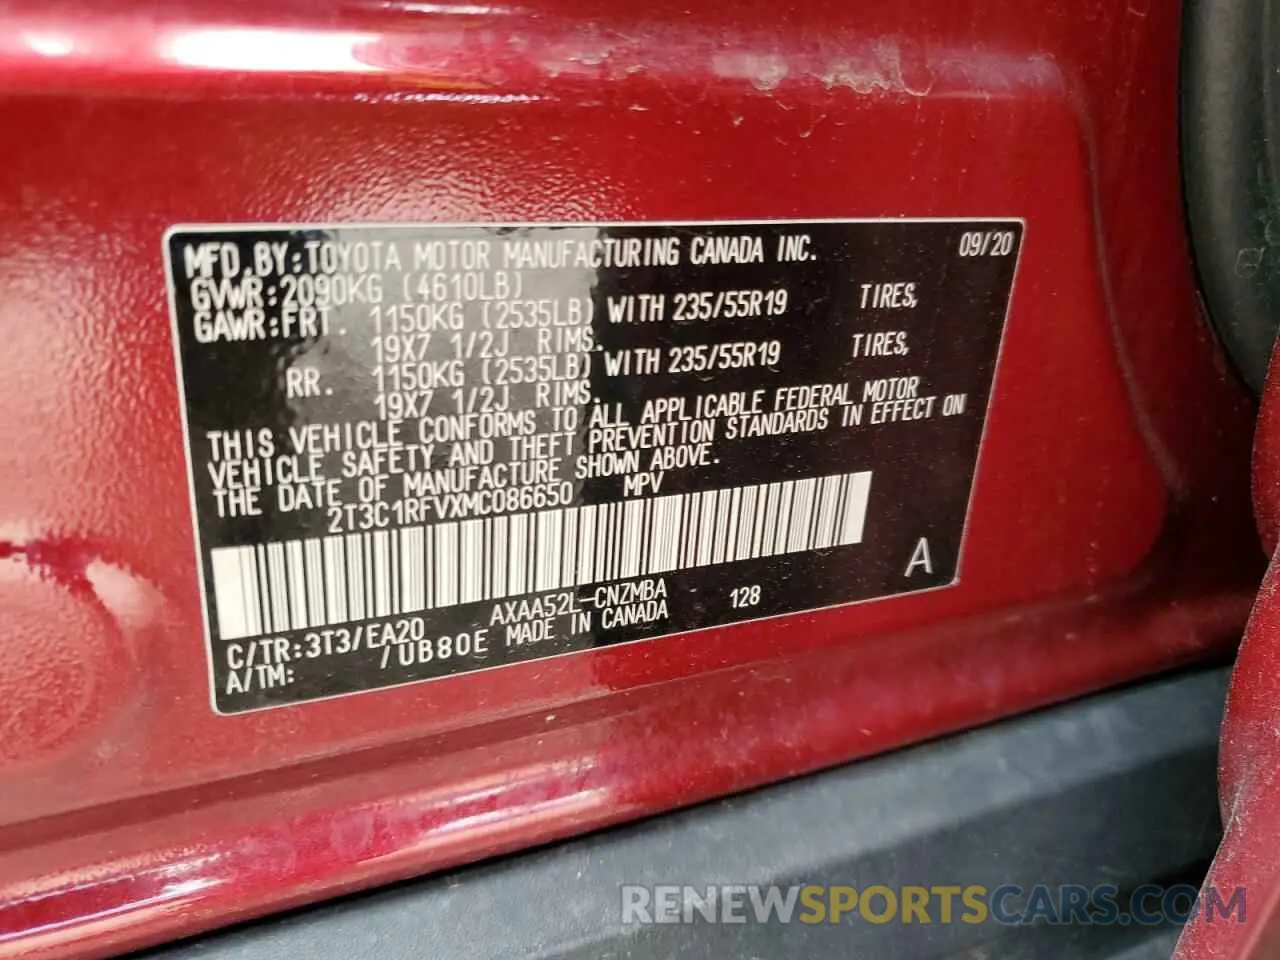 MFD.BY:TOYOTA MOTOR MANUFACTURING CANADA INC. 09/20
GVWR:2090KG (4610LB)
GAWR:FRT. 1150KG (2535LB) WITH 235/55R19 TIRES,
19X7 1/2J RIMS.
RR. 1150KG (2535LB) WITH 235/55R19 TIRES,
19X7 1/2J RIMS.
THIS VEHICLE CONFORMS TO ALL APPLICABLE FEDERAL MOTOR
VEHICLE SAFETY AND THEFT PREVENTION STANDARDS IN EFFECT ON
THE DATE OF MANUFACTURE SHOWN ABOVE.
2T3C1RFVXMC086650 MPV
A
C/TR:3T3/EA20 AXAA52L-CNZMBA 128
A/TM: /UB80E MADE IN CANADA
RENEWSPORTSCARS.COM